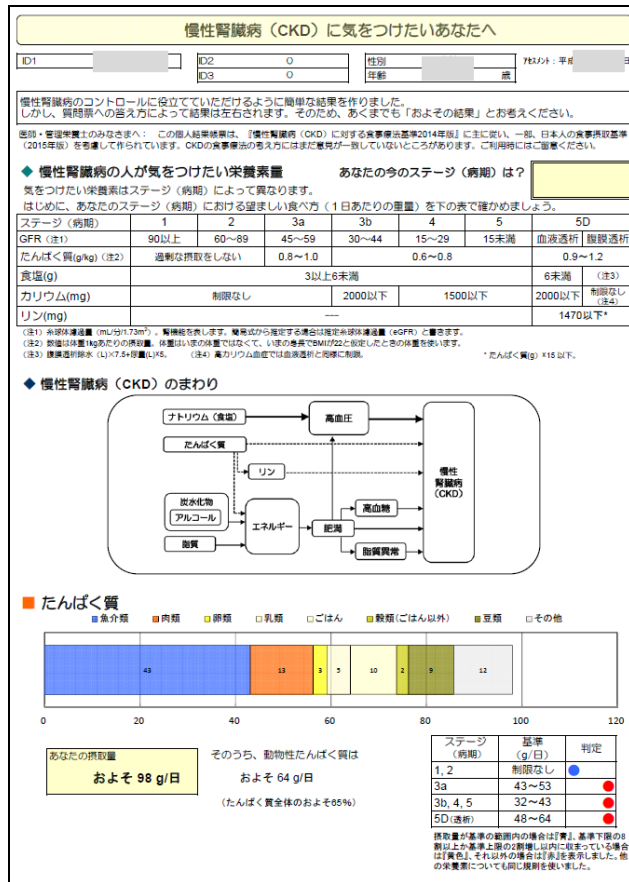 慢性腎臓病（CKD）に気をつけたいあなたへ
ID1
ID2 0
ID3 0
性別
年齢 歳
ｱｾｽﾒﾝﾄ：平成
慢性腎臓病のコントロールに役立てていただけるように簡単な結果を作りました。
しかし、質問票への答え方によって結果は左右されます。そのため、あくまでも「おおよその結果」とお考えください。
医師・管理栄養士のみなさまへ： この個人結果帳票は、『慢性腎臓病（CKD）に対する食事療法基準2014年版』に主に従い、一部、日本人の食事摂取基準
（2015年版）を考慮して作られています。CKDの食事療法の考え方にはまだ意見が一致していないところがあります。ご利用時にはご留意ください。
◆ 慢性腎臓病の人が気をつけたい栄養素量 あなたの今のステージ（病期）は？
気をつけたい栄養素はステージ（病期）によって異なります。
はじめに、あなたのステージ（病期）における望ましい食べ方（１日あたりの重量）を下の表で確かめましょう。
ステージ（病期） 1 2 3a 3b 4 5 5D
GFR（注1） 90以上 60～89 45～59 30～44 15～29 15未満 血液透析 腹膜透析
たんぱく質(g/kg)（注2） 過剰な摂取をしない 0.8～1.0 0.6～0.8 0.9～1.2
食塩(g) 3以上6未満 6未満 （注3）
カリウム(mg) 制限なし 2000以下 1500以下 2000以下 制限なし（注4）
リン(mg) --- 1470以下*
（注1）糸球体濾過量（mL/分/1.73m²）。腎機能を表します。簡易式から推定する場合は推定糸球体濾過量（eGFR）と書きます。
（注2）数値は体重1kgあたりの摂取量。体重はいまの体重ではなくて、いまの身長でBMIが22と仮定したときの体重を使います。
（注3）腹膜透析除水（L)×7.5+尿量(L)×5。 （注4）高カリウム血症では血液透析と同様に制限。 * たんぱく質(g) ×15 以下。
◆ 慢性腎臓病（CKD）のまわり
ナトリウム（食塩）
高血圧
たんぱく質
リン
慢性
腎臓病
（CKD）
炭水化物
アルコール
エネルギー
肥満
高血糖
脂質
脂質異常
■ たんぱく質
■魚介類 ■肉類 □卵類 □乳類 □ごはん ■穀類(ごはん以外) ■豆類 □その他
43 13 3 5 10 2 9 12
0 20 40 60 80 100 120
あなたの摂取量
およそ 98 g/日
そのうち、動物性たんぱく質は
およそ 64 g/日
（たんぱく質全体のおよそ65%）
ステージ（病期） 基準（g/日） 判定
1, 2 制限なし ●
3a 43～53 ●
3b, 4, 5 32～43 ●
5D(透析) 48～64 ●
摂取量が基準の範囲内の場合は『青』、基準下限の8
割以上か基準上限の2割増し以内に収まっている場合
は『黄色』、それ以外の場合は『赤』を表示しました。他
の栄養素についても同じ規則を使いました。